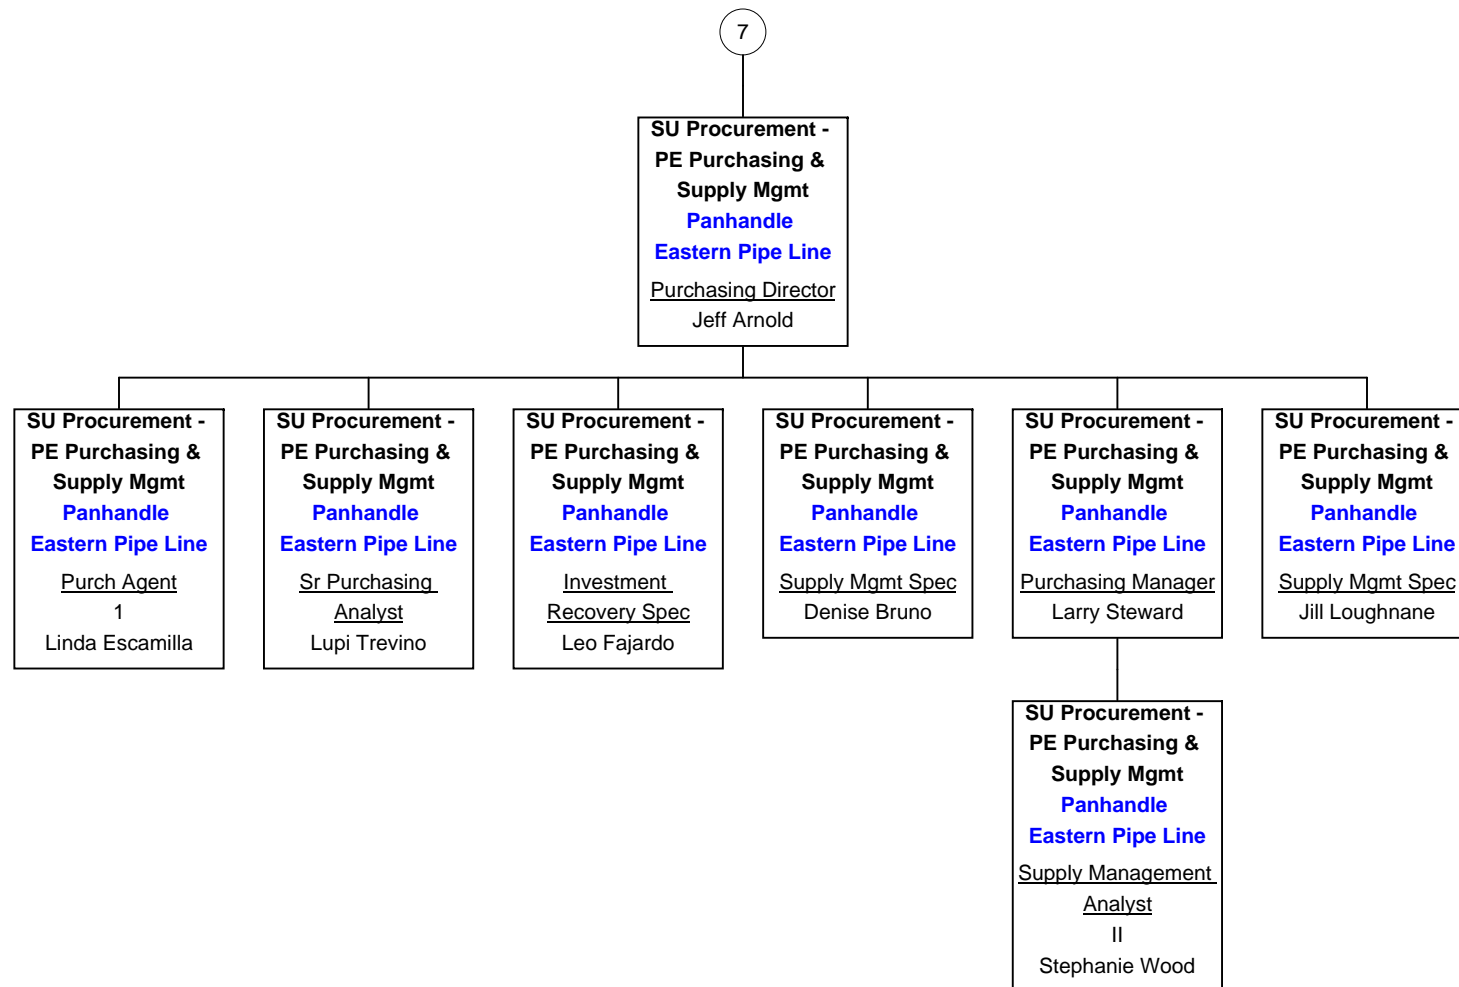 7
SU Procurement -
PE Purchasing &
Supply Mgmt
Panhandle
Eastern Pipe Line
Purchasing Director
Jeff Arnold
SU Procurement -
PE Purchasing &
Supply Mgmt
Panhandle
Eastern Pipe Line
Purch Agent
1
Linda Escamilla
SU Procurement -
PE Purchasing &
Supply Mgmt
Panhandle
Eastern Pipe Line
Sr Purchasing
Analyst
Lupi Trevino
SU Procurement -
PE Purchasing &
Supply Mgmt
Panhandle
Eastern Pipe Line
Investment
Recovery Spec
Leo Fajardo
SU Procurement -
PE Purchasing &
Supply Mgmt
Panhandle
Eastern Pipe Line
Supply Mgmt Spec
Denise Bruno
SU Procurement -
PE Purchasing &
Supply Mgmt
Panhandle
Eastern Pipe Line
Purchasing Manager
Larry Steward
SU Procurement -
PE Purchasing &
Supply Mgmt
Panhandle
Eastern Pipe Line
Supply Mgmt Spec
Jill Loughnane
SU Procurement -
PE Purchasing &
Supply Mgmt
Panhandle
Eastern Pipe Line
Supply Management
Analyst
II
Stephanie Wood